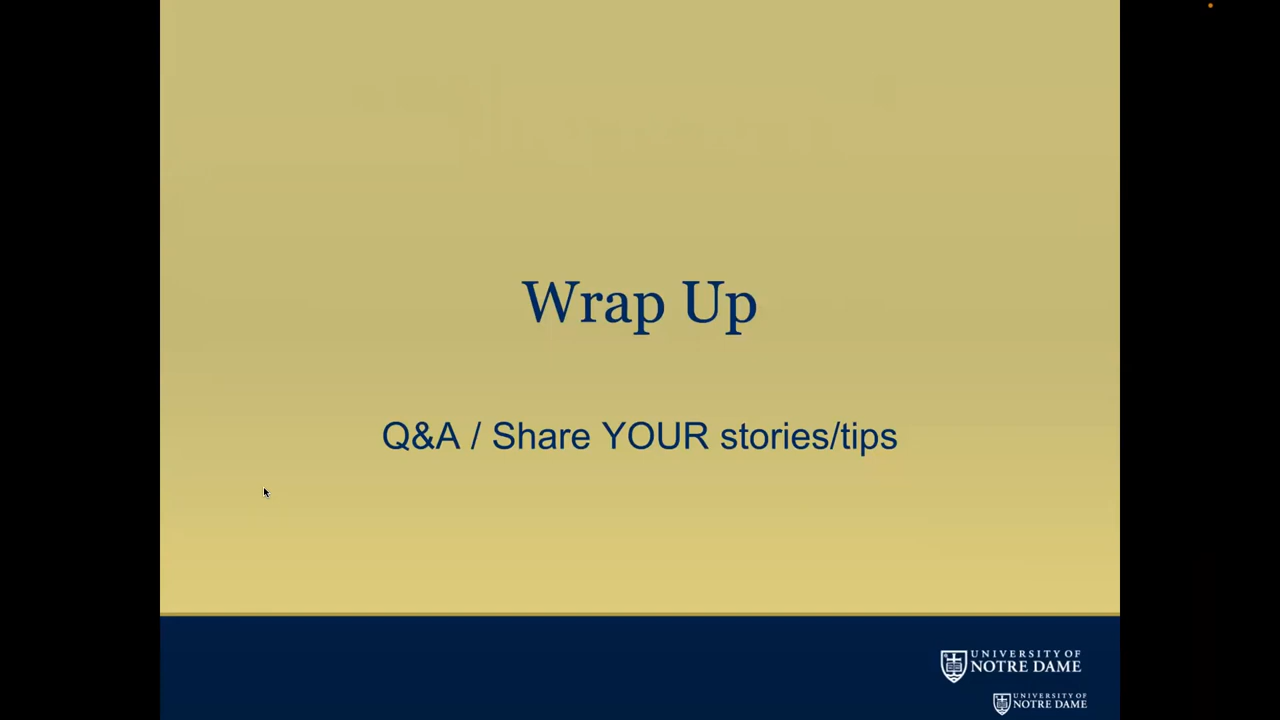 Wrap Up
Q&A / Share YOUR stories/tips
UNIVERSITY OF
NOTRE DAME
UNIVERSITY OF
NOTRE DAME